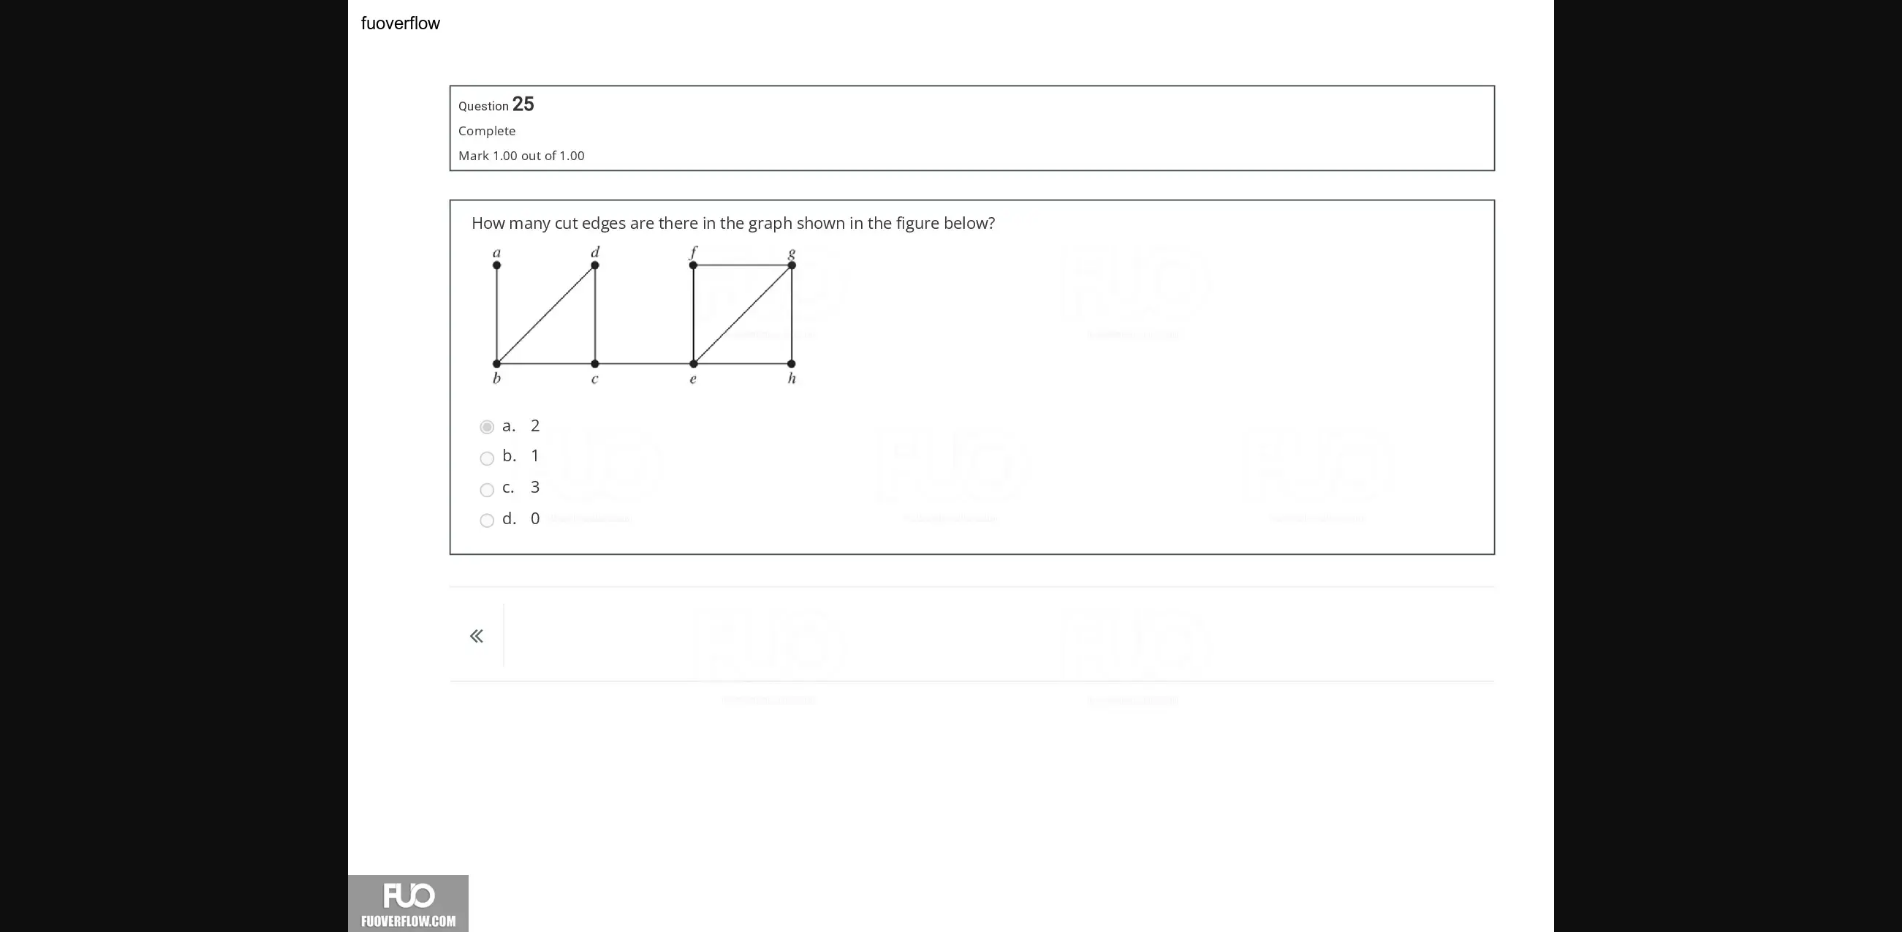 fuoverflow
Question 25
Complete
Mark 1.00 out of 1.00
How many cut edges are there in the graph shown in the figure below?
a d f g
b c e h
a. 2
b. 1
c. 3
d. 0
FUO
FUOVERFLOW.COM